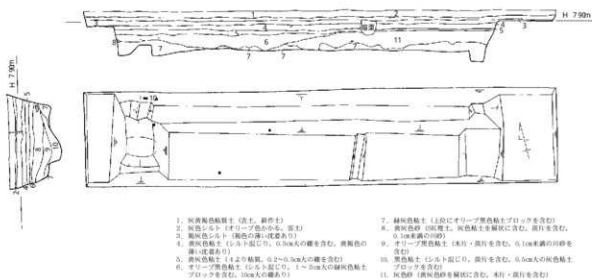 H 7.90m
H 7.90m
1. 灰黄褐色粘質土（表土、耕作土）
2. 灰色シルト（オリーブ色かかる、客土）
3. 褐灰色シルト（褐色の薄い沈着あり）
4. 黄灰色粘土（シルト混じり、0.5cm大の礫を含む、黄褐色の
薄い沈着あり）
5. 黄灰色粘土（4より粘質、0.2～0.5cm大の礫を含む）
6. オリーブ黒色粘土（シルト混じり、1～3cm大の緑灰色粘土
ブロックを含む、10cm大の礫あり）
7. 緑灰色粘土（上位にオリーブ黒色粘土ブロックを含む）
8. 黄灰色砂（SE埋土、灰色粘土を縞状に含む、炭片を含む、
0.1cm未満の川砂）
9. オリーブ黒色粘土（木片・炭片を含む、0.1cm未満の川砂を
含む）
10. 黒色粘土（シルト混じり、炭片を含む、0.5cm大の灰色粘土
ブロックを含む）
11. 灰色砂（黄灰色砂を層状に含む、木片・炭片を含む）